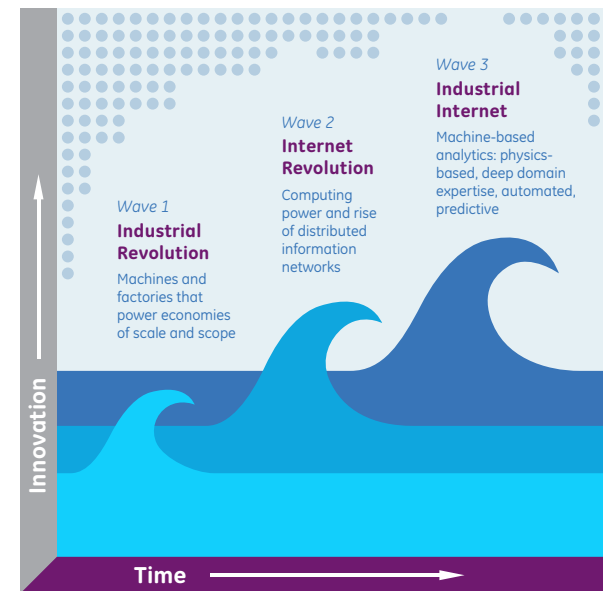 Wave 1
Industrial
Revolution
Machines and
factories that
power economies
of scale and scope
Wave 2
Internet
Revolution
Computing
power and rise
of distributed
information
networks
Wave 3
Industrial
Internet
Machine-based
analytics: physics-
based, deep domain
expertise, automated,
predictive
Innovation
Time